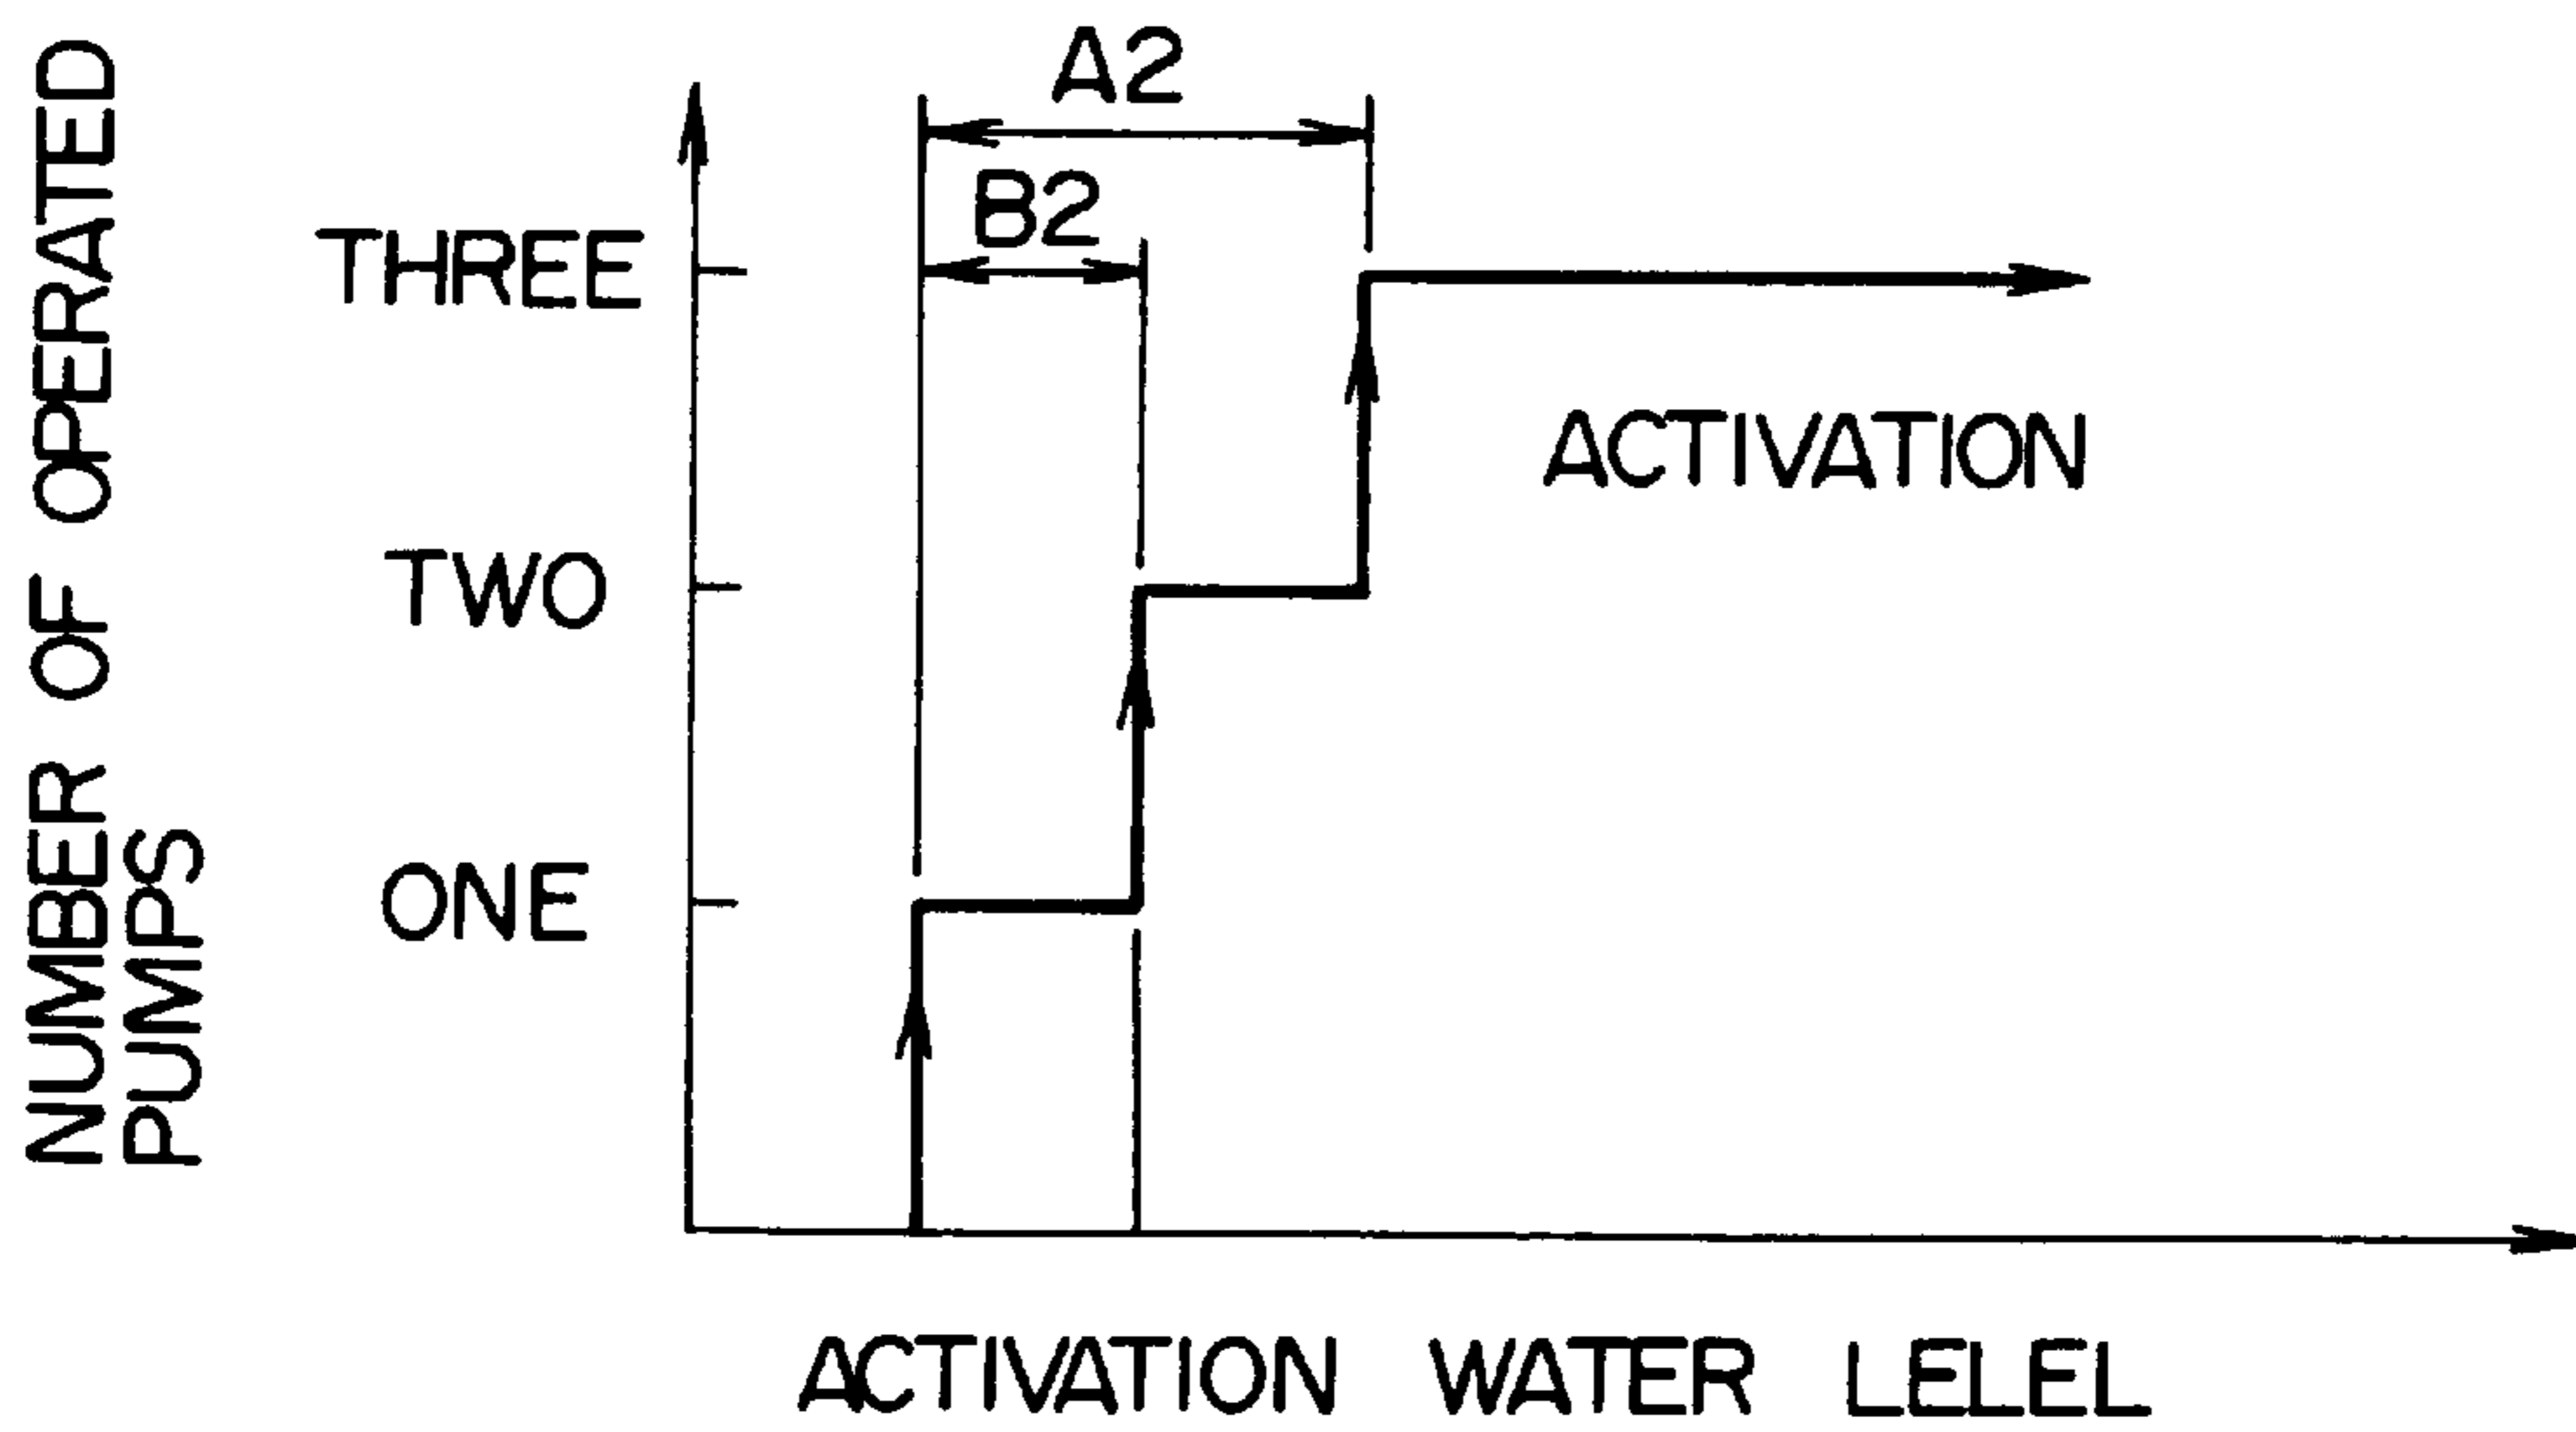 NUMBER OF OPERATED
PUMPS
A2
B2
THREE
ACTIVATION
TWO
ONE
ACTIVATION WATER LELEL